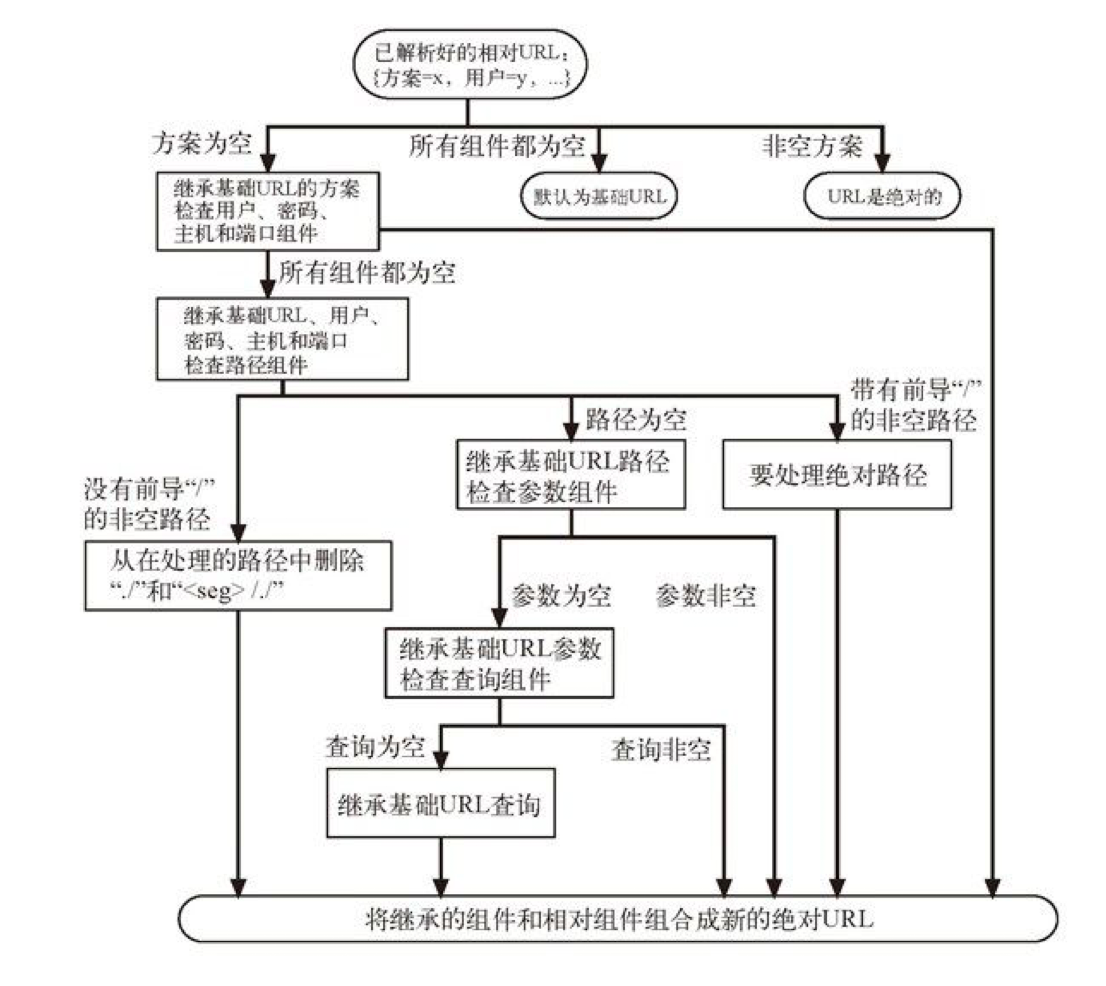 已解析好的相对URL:
{方案=x,用户=y,...}
方案为空
所有组件都为空
非空方案
继承基础URL的方案
检查用户、密码、
主机和端口组件
默认为基础URL
URL是绝对的
所有组件都为空
继承基础URL、用户、
密码、主机和端口
检查路径组件
带有前导“/”
的非空路径
路径为空
继承基础URL路径
检查参数组件
要处理绝对路径
没有前导“/”
的非空路径
从在处理的路径中删除
“./”和“<seg> /./”
参数为空
参数非空
继承基础URL参数
检查查询组件
查询为空
查询非空
继承基础URL查询
将继承的组件和相对组件组合成新的绝对URL